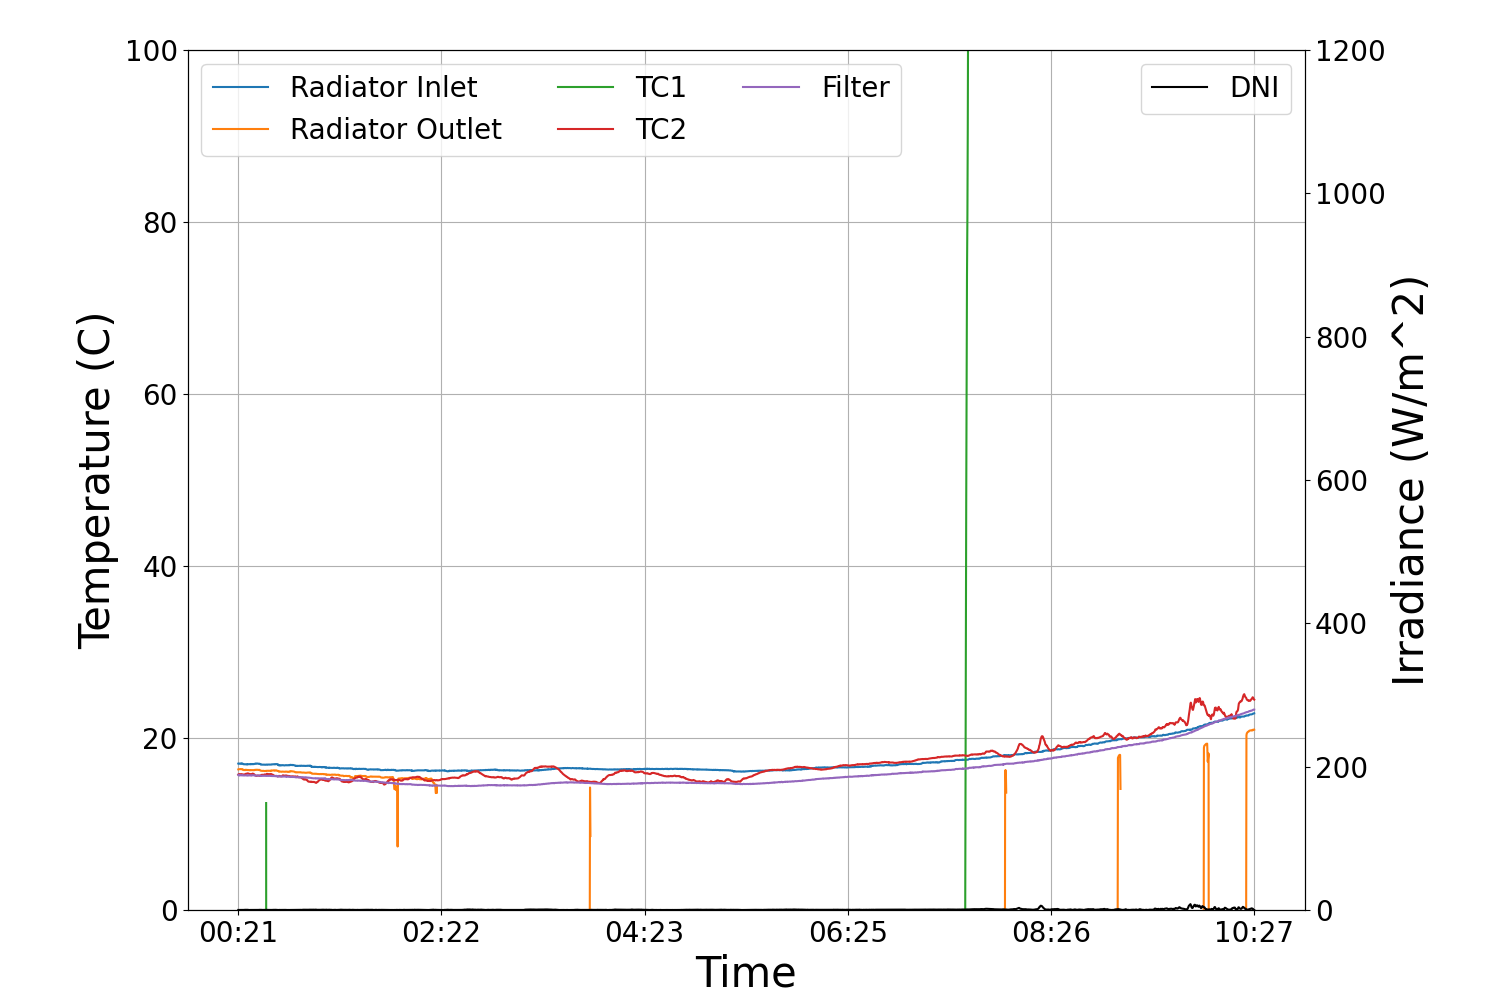 Radiator Inlet
Radiator Outlet
TC1
TC2
Filter
DNI
100
80
60
40
20
0
Temperature (C)
1200
1000
800
600
400
200
0
Irradiance (W/m^2)
00:21 02:22 04:23 06:25 08:26 10:27
Time